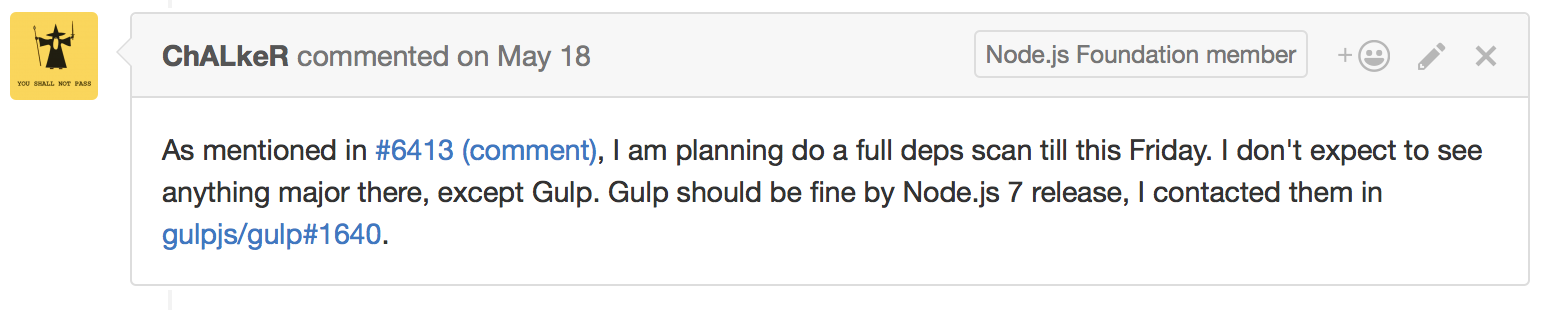 YOU SHALL NOT PASS
ChALkeR commented on May 18
Node.js Foundation member
+
As mentioned in #6413 (comment), I am planning do a full deps scan till this Friday. I don't expect to see
anything major there, except Gulp. Gulp should be fine by Node.js 7 release, I contacted them in
gulpjs/gulp#1640.